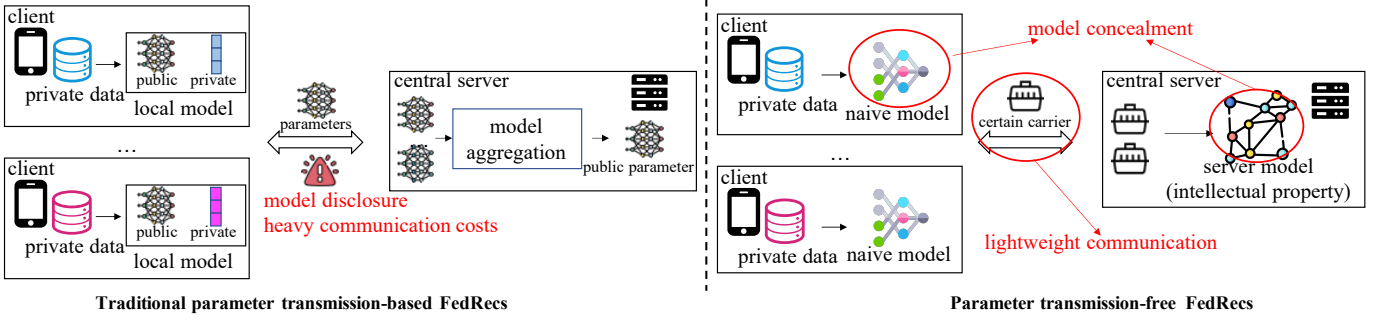 client
public
private
private data
local model
...
client
public
private
private data
local model
parameters
model disclosure
heavy communication costs
central server
...
model
aggregation
public parameter
Traditional parameter transmission-based FedRecs
client
private data
naive model
...
client
private data
naive model
model concealment
certain carrier
lightweight communication
central server
server model
(intellectual property)
Parameter transmission-free FedRecs